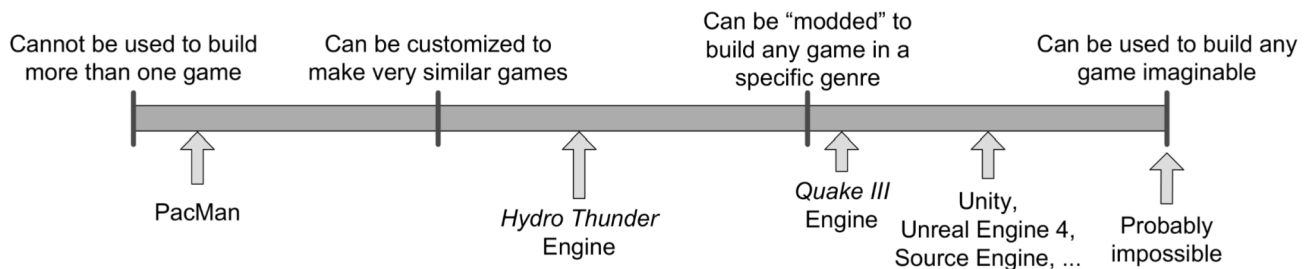 Cannot be used to build
more than one game
Can be customized to
make very similar games
Can be “modded” to
build any game in a
specific genre
Can be used to build any
game imaginable
PacMan
Hydro Thunder
Engine
Quake III
Engine
Unity,
Unreal Engine 4,
Source Engine, ...
Probably
impossible